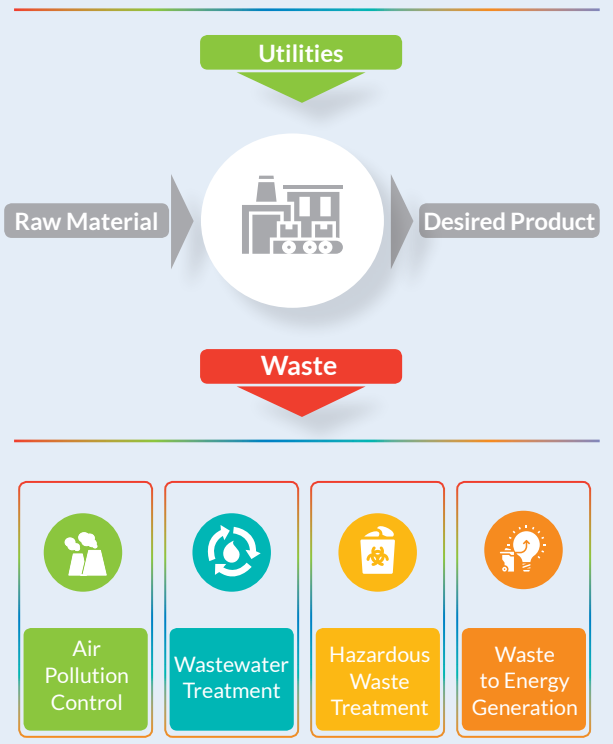 Utilities
Raw Material
Desired Product
Waste
Air
Pollution
Control
Wastewater
Treatment
Hazardous
Waste
Treatment
Waste
to Energy
Generation